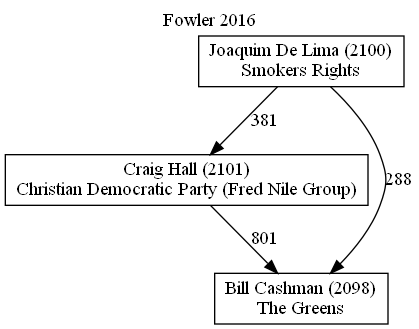 Fowler 2016
Joaquim De Lima (2100)
Smokers Rights
381
Craig Hall (2101)
Christian Democratic Party (Fred Nile Group)
288
801
Bill Cashman (2098)
The Greens